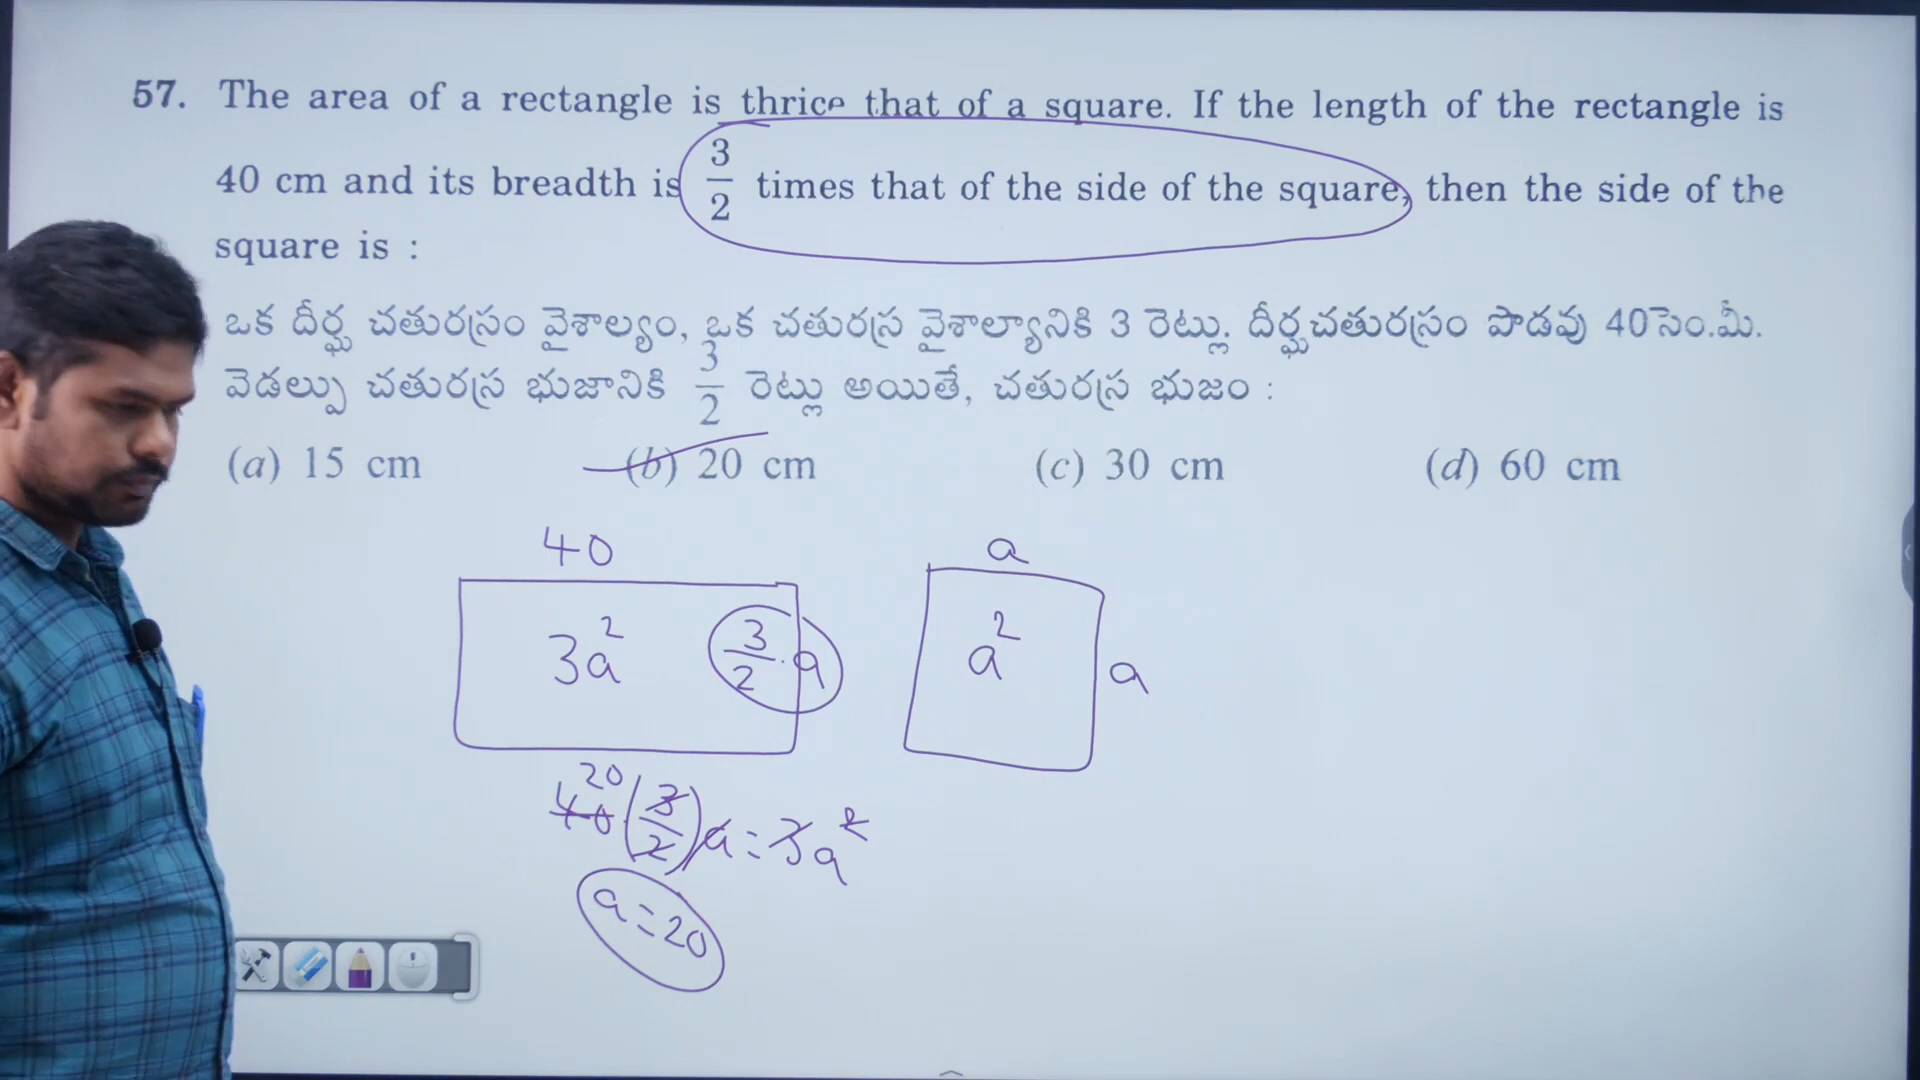 57. The area of a rectangle is thrice that of a square. If the length of the rectangle is
40 cm and its breadth is 3/2 times that of the side of the square, then the side of the
square is :
ఒక దీర్ఘ చతురస్రం వైశాల్యం, ఒక చతురస్ర వైశాల్యానికి 3 రెట్లు. దీర్ఘచతురస్రం పొడవు 40సెం.మీ.
వెడల్పు చతురస్ర భుజానికి 3/2 రెట్లు అయితే, చతురస్ర భుజం :
(a) 15 cm (b) 20 cm (c) 30 cm (d) 60 cm
40 a
3a² 3/2 · a a² a
20
40(3/2)a = 3a²
a = 20